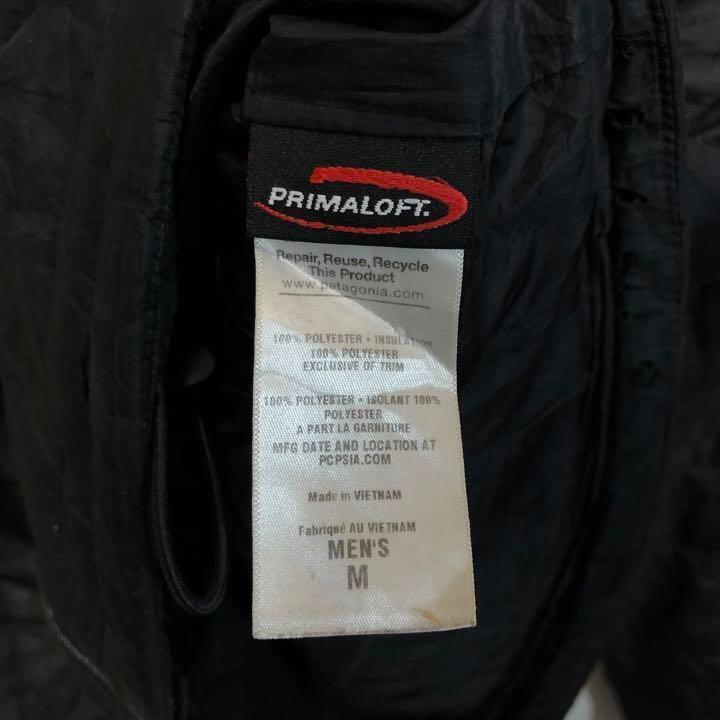 PRIMALOFT.
Repair, Reuse, Recycle
This Product
www.patagonia.com
100% POLYESTER • INSULATION
100% POLYESTER
EXCLUSIVE OF TRIM
100% POLYESTER • ISOLANT 100%
POLYESTER
A PART LA GARNITURE
MFG DATE AND LOCATION AT
PCPSIA.COM
Made in VIETNAM
Fabriqué AU VIETNAM
MEN'S
M